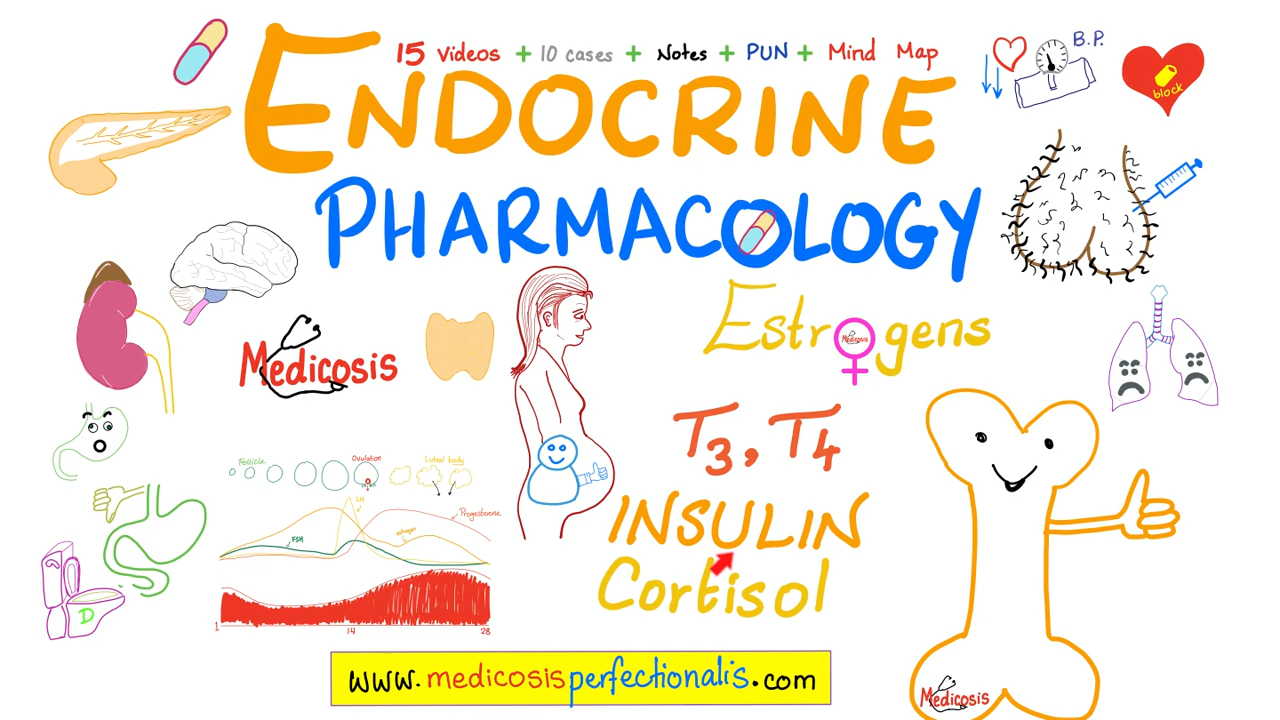 15 Videos + 10 cases + Notes + PUN + Mind Map
B.P.
block
ENDOCRINE
PHARMACOLOGY
Estrogens
Medicosis
Medicosis
T3, T4
Follicle
Ovulation
Luteal body
LH
Progesterone
estrogen
FSH
INSULIN
Cortisol
D
1
14
28
www.medicosisperfectionalis.com
Medicosis